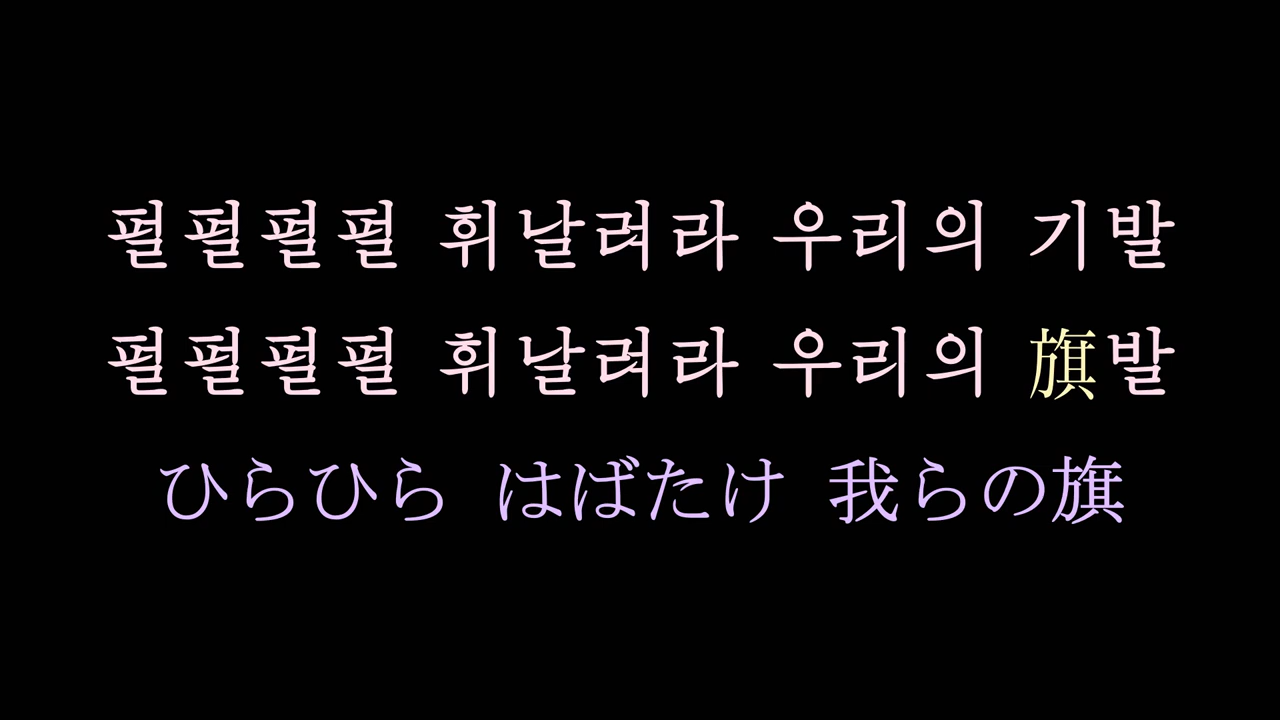 펄펄펄펄 휘날려라 우리의 기발
펄펄펄펄 휘날려라 우리의 旗발
ひらひら はばたけ 我らの旗